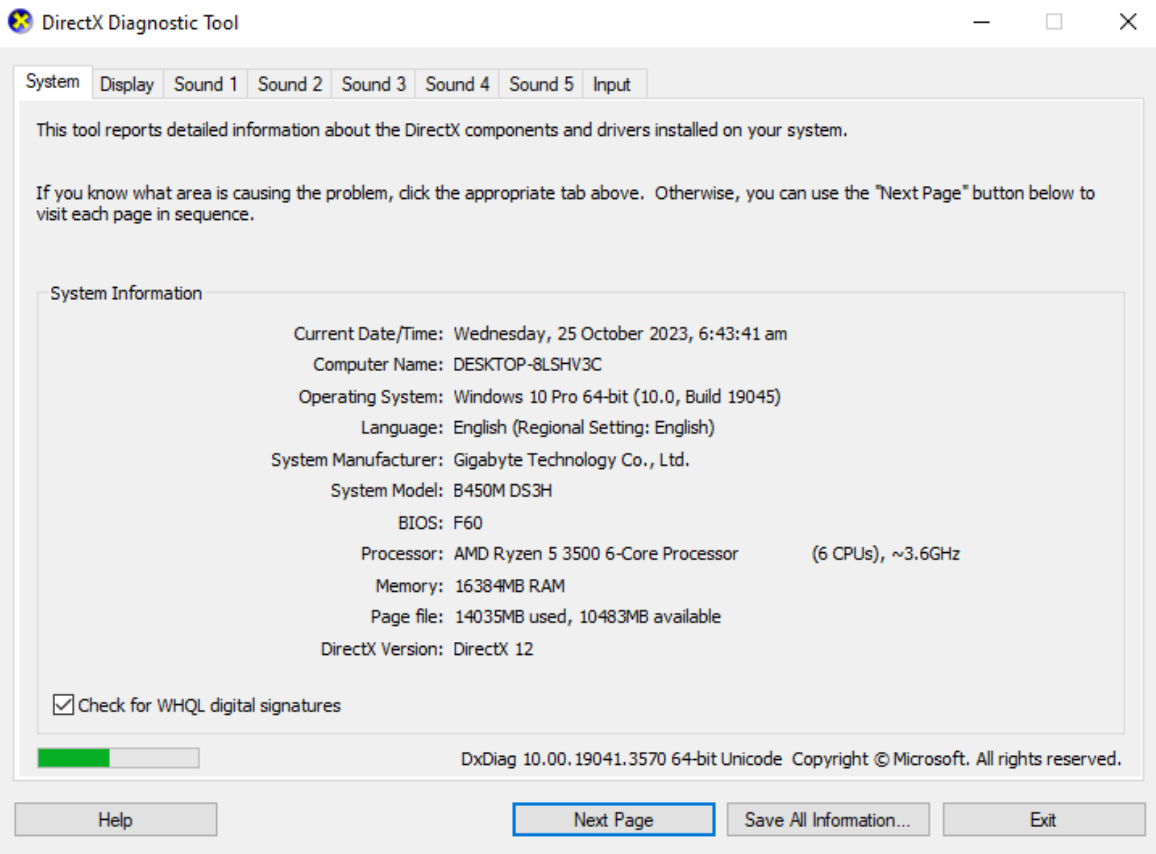 DirectX Diagnostic Tool
System Display Sound 1 Sound 2 Sound 3 Sound 4 Sound 5 Input
This tool reports detailed information about the DirectX components and drivers installed on your system.
If you know what area is causing the problem, click the appropriate tab above.  Otherwise, you can use the "Next Page" button below to
visit each page in sequence.
System Information
Current Date/Time: Wednesday, 25 October 2023, 6:43:41 am
Computer Name: DESKTOP-8LSHV3C
Operating System: Windows 10 Pro 64-bit (10.0, Build 19045)
Language: English (Regional Setting: English)
System Manufacturer: Gigabyte Technology Co., Ltd.
System Model: B450M DS3H
BIOS: F60
Processor: AMD Ryzen 5 3500 6-Core Processor (6 CPUs), ~3.6GHz
Memory: 16384MB RAM
Page file: 14035MB used, 10483MB available
DirectX Version: DirectX 12
Check for WHQL digital signatures
DxDiag 10.00.19041.3570 64-bit Unicode  Copyright © Microsoft. All rights reserved.
Help Next Page Save All Information... Exit